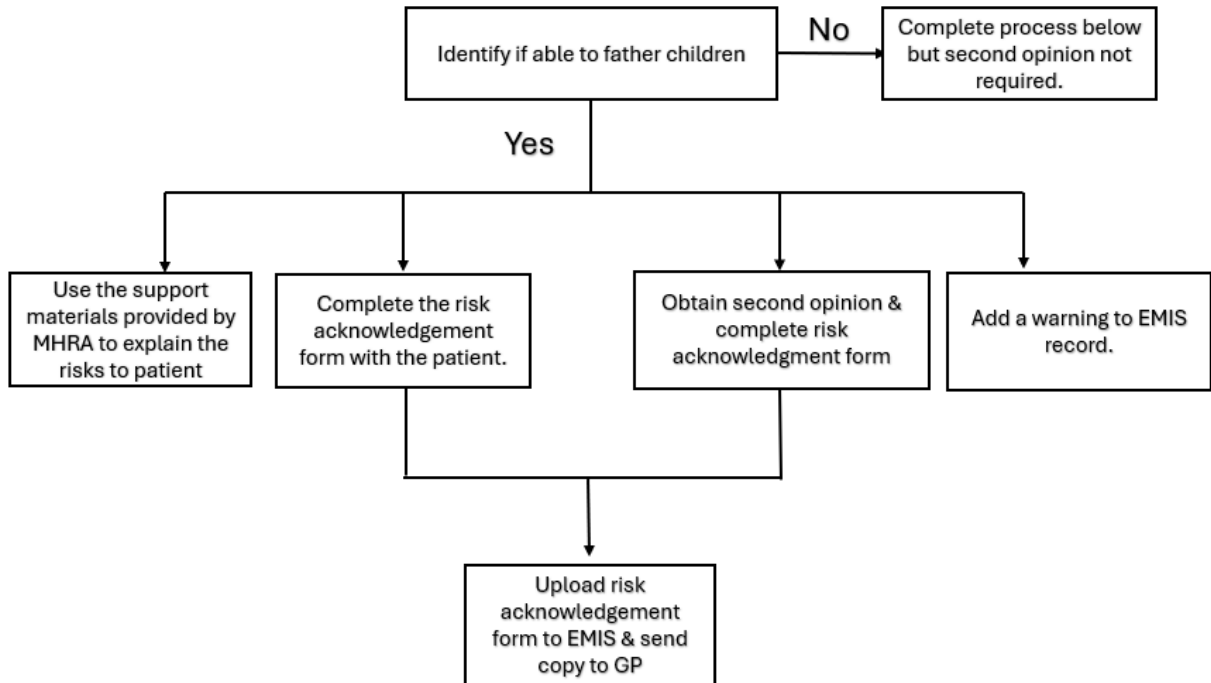 Identify if able to father children
No
Complete process below
but second opinion not
required.
Yes
Use the support
materials provided by
MHRA to explain the
risks to patient
Complete the risk
acknowledgement
form with the patient.
Obtain second opinion &
complete risk
acknowledgment form
Add a warning to EMIS
record.
Upload risk
acknowledgement
form to EMIS & send
copy to GP